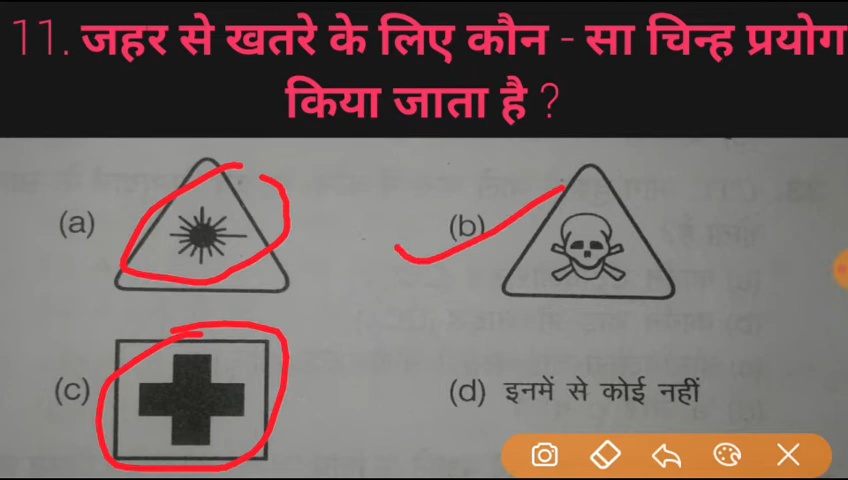 11. जहर से खतरे के लिए कौन - सा चिन्ह प्रयोग
किया जाता है ?
(a)
(b)
(c)
(d) इनमें से कोई नहीं